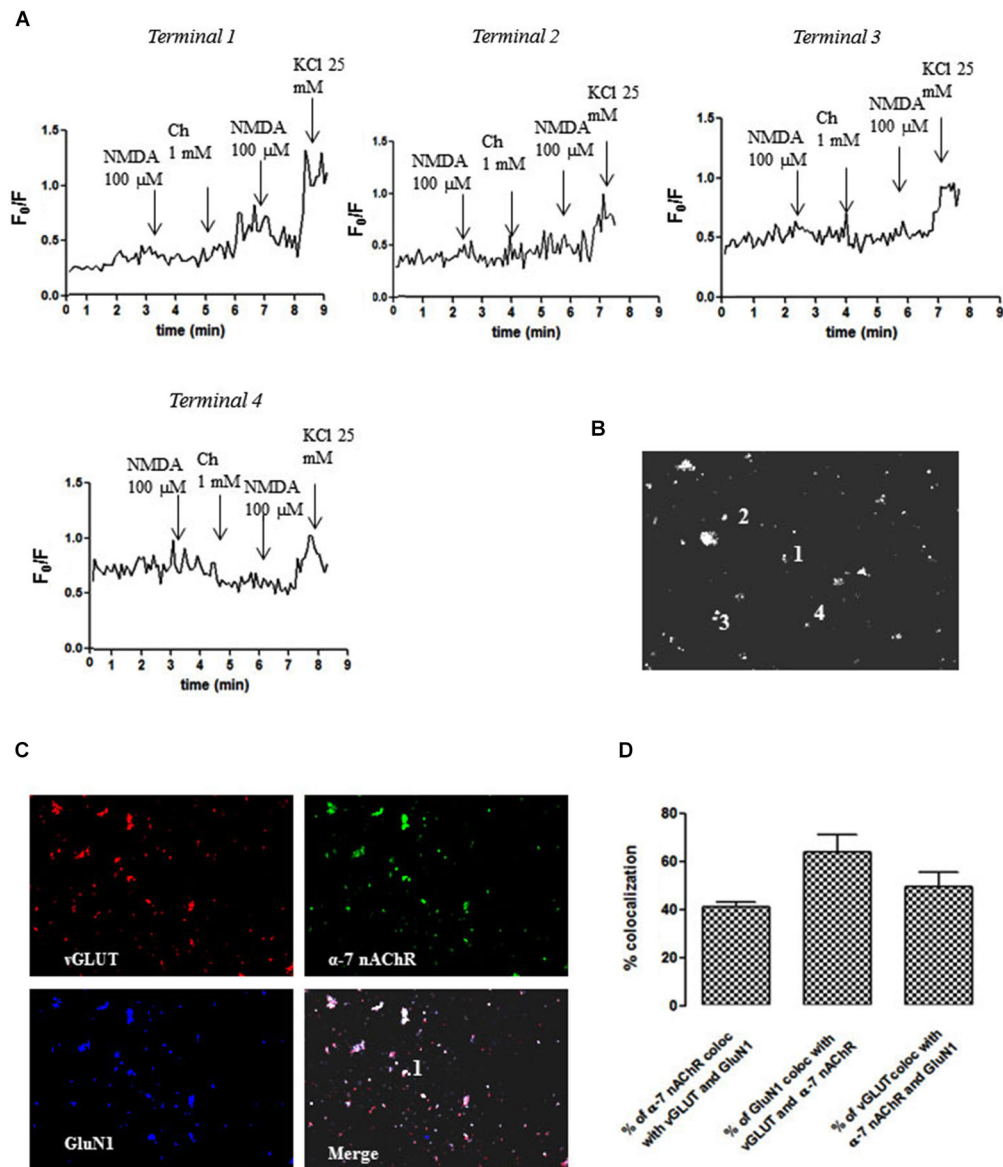 A
Terminal 1
KCl 25
mM
Ch
1 mM
NMDA
100 µM
NMDA
100 µM
F₀/F
1.5
1.0
0.5
0.0
0 1 2 3 4 5 6 7 8 9
time (min)
Terminal 2
KCl 25
mM
Ch
1 mM
NMDA
100 µM
NMDA
100 µM
1.5
1.0
0.5
0.0
0 1 2 3 4 5 6 7 8 9
time (min)
Terminal 3
KCl 25
mM
Ch
1 mM
NMDA
100 µM
NMDA
100 µM
F₀/F
1.5
1.0
0.5
0.0
0 1 2 3 4 5 6 7 8 9
time (min)
Terminal 4
KCl 25
mM
Ch
1 mM
NMDA
100 µM
NMDA
100 µM
F₀/F
1.5
1.0
0.5
0.0
0 1 2 3 4 5 6 7 8 9
time (min)
B
2
1
3
4
C
vGLUT
α-7 nAChR
GluN1
1
Merge
D
% colocalization
80
60
40
20
0
% of α-7 nAChR coloc
with vGLUT and GluN1
% of GluN1 coloc with
vGLUT and α-7 nAChR
% of vGLUT coloc with
α-7 nAChR and GluN1